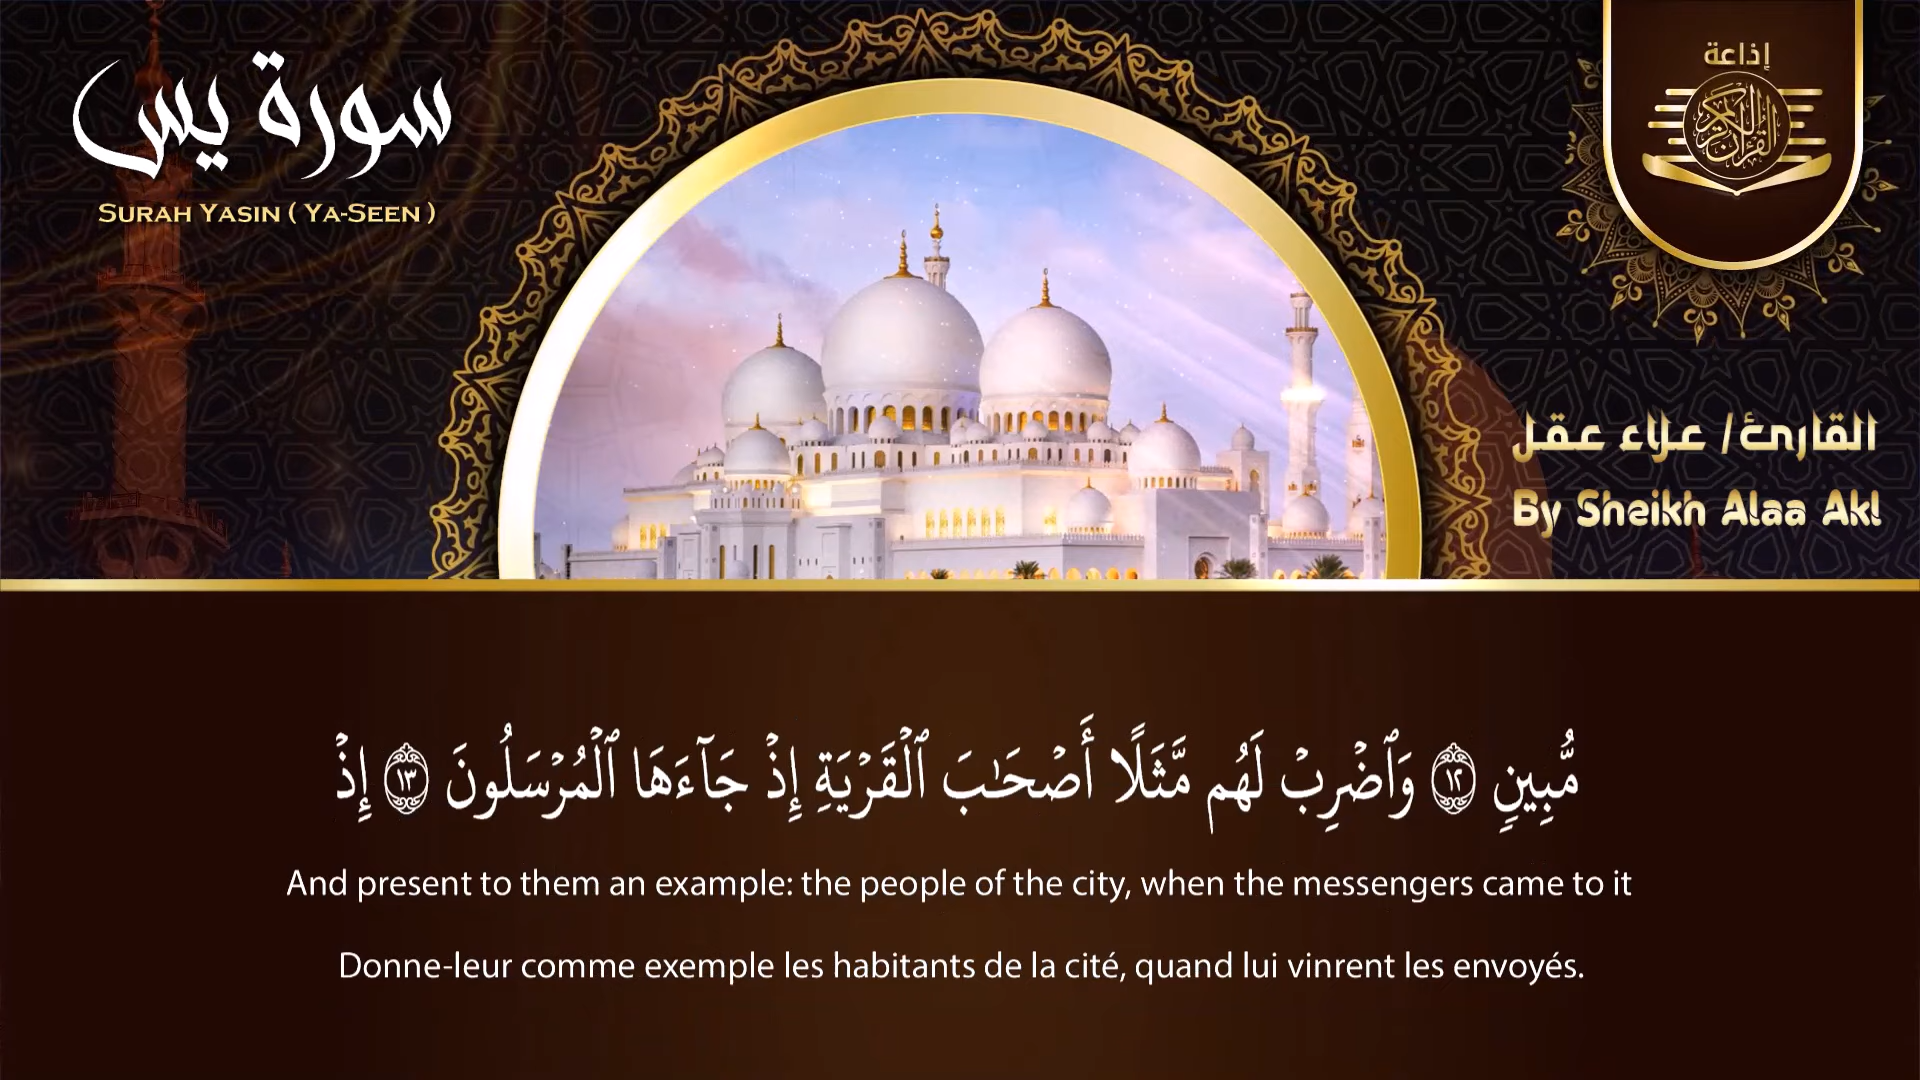 سورة يس
SURAH YASIN ( YA-SEEN )
إذاعة
القرآن الكريم
القارئ/ علاء عقل
By Sheikh Alaa Akl
مُّبِينٍ ۝١٢ وَٱضْرِبْ لَهُم مَّثَلًا أَصْحَـٰبَ ٱلْقَرْيَةِ إِذْ جَآءَهَا ٱلْمُرْسَلُونَ ۝١٣ إِذْ
And present to them an example: the people of the city, when the messengers came to it
Donne-leur comme exemple les habitants de la cité, quand lui vinrent les envoyés.